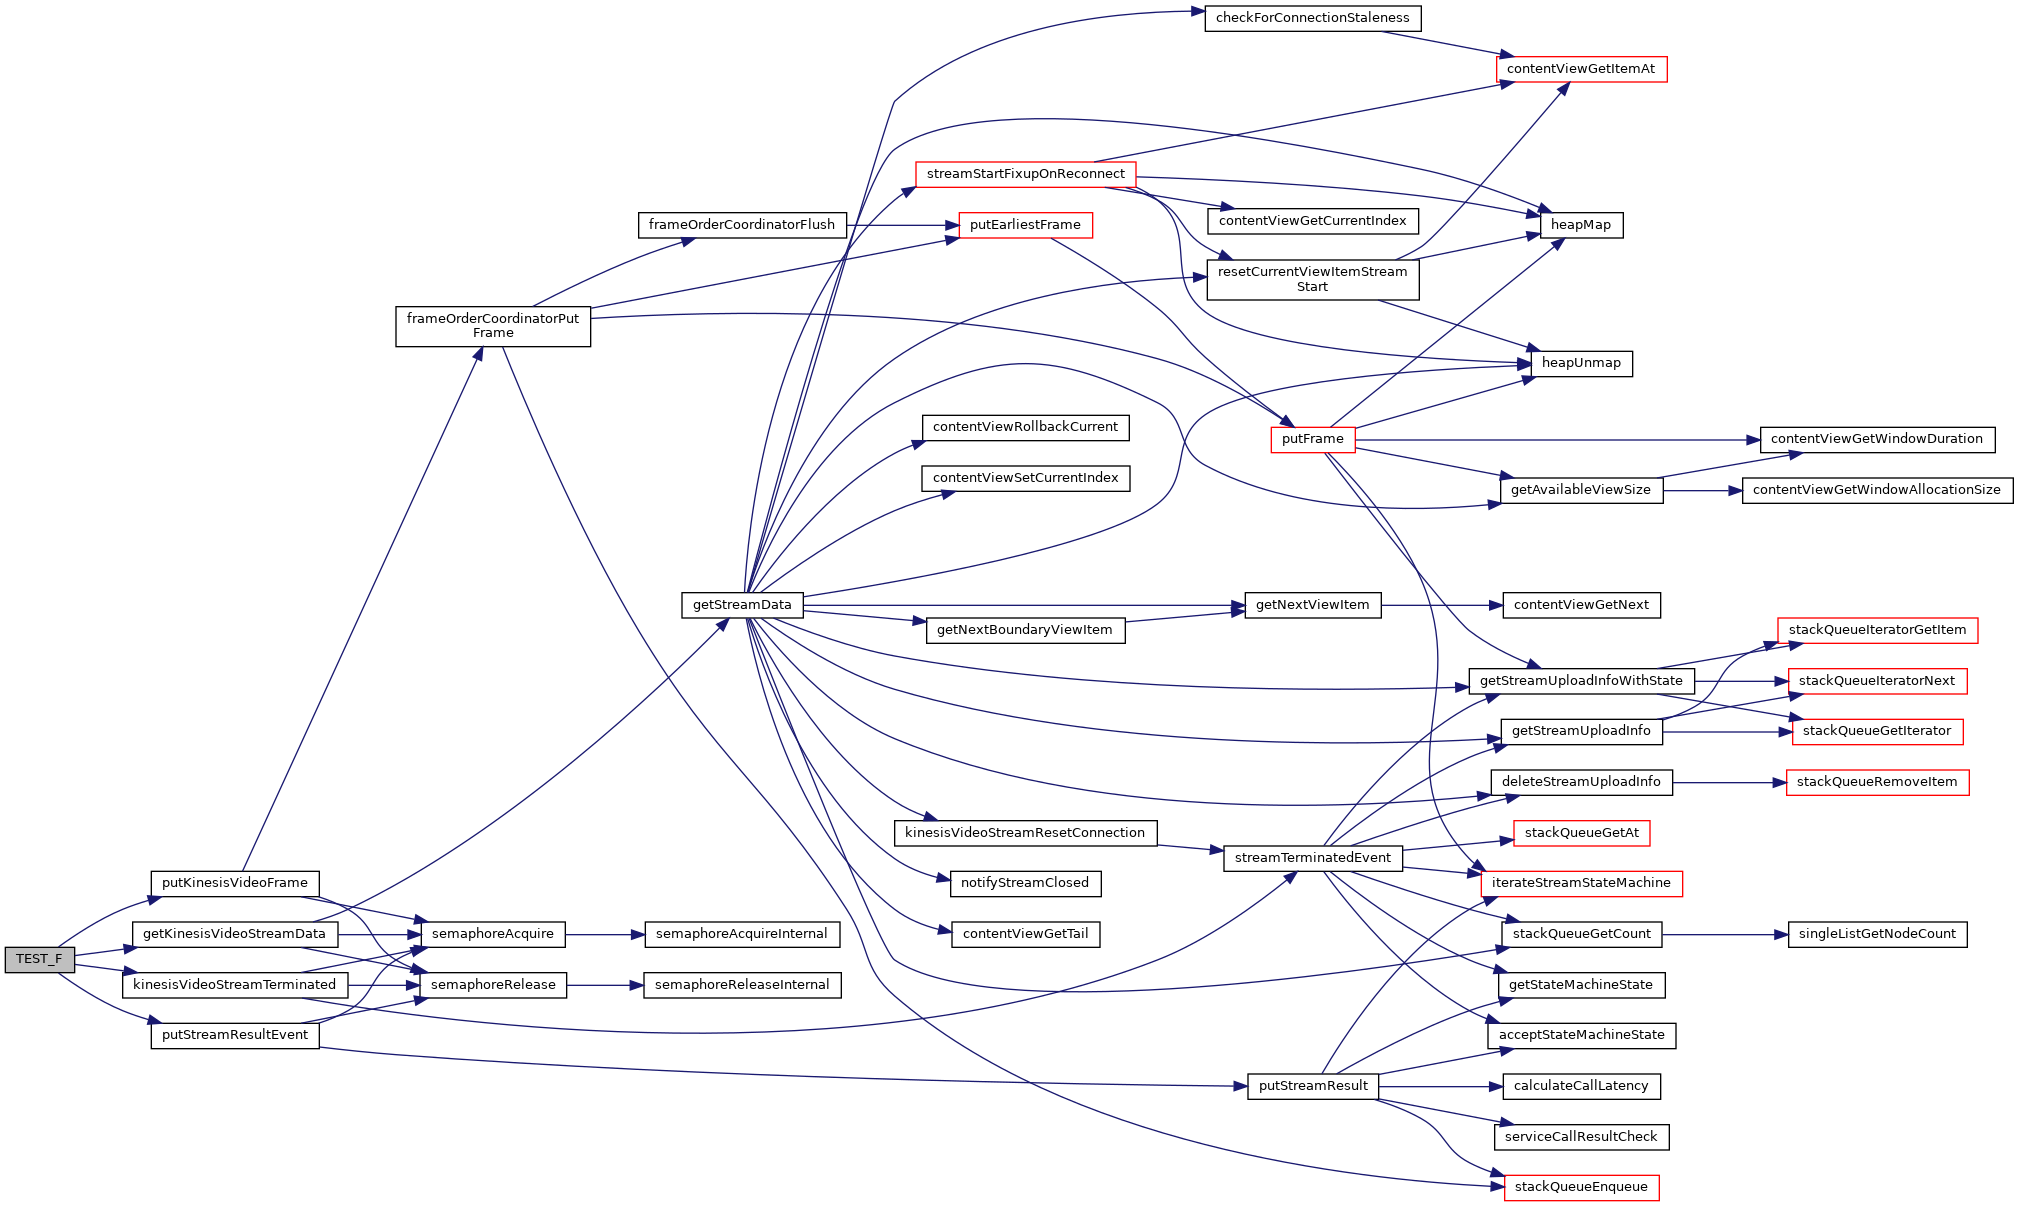 checkForConnectionStaleness
contentViewGetItemAt
streamStartFixupOnReconnect
frameOrderCoordinatorFlush
putEarliestFrame
contentViewGetCurrentIndex
heapMap
resetCurrentViewItemStream
Start
frameOrderCoordinatorPut
Frame
heapUnmap
contentViewRollbackCurrent
putFrame
contentViewGetWindowDuration
contentViewSetCurrentIndex
getAvailableViewSize
contentViewGetWindowAllocationSize
getStreamData
getNextViewItem
contentViewGetNext
getNextBoundaryViewItem
stackQueueIteratorGetItem
getStreamUploadInfoWithState
stackQueueIteratorNext
getStreamUploadInfo
stackQueueGetIterator
deleteStreamUploadInfo
stackQueueRemoveItem
kinesisVideoStreamResetConnection
stackQueueGetAt
streamTerminatedEvent
putKinesisVideoFrame
notifyStreamClosed
iterateStreamStateMachine
getKinesisVideoStreamData
semaphoreAcquire
semaphoreAcquireInternal
contentViewGetTail
stackQueueGetCount
singleListGetNodeCount
TEST_F
kinesisVideoStreamTerminated
semaphoreRelease
semaphoreReleaseInternal
getStateMachineState
putStreamResultEvent
acceptStateMachineState
putStreamResult
calculateCallLatency
serviceCallResultCheck
stackQueueEnqueue